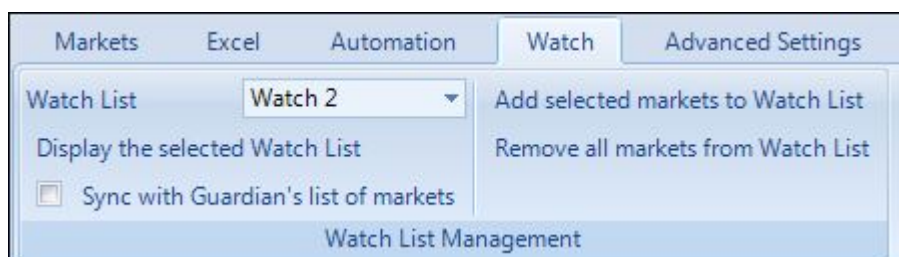 Markets Excel Automation Watch Advanced Settings
Watch List Watch 2 Add selected markets to Watch List
Display the selected Watch List Remove all markets from Watch List
Sync with Guardian's list of markets
Watch List Management